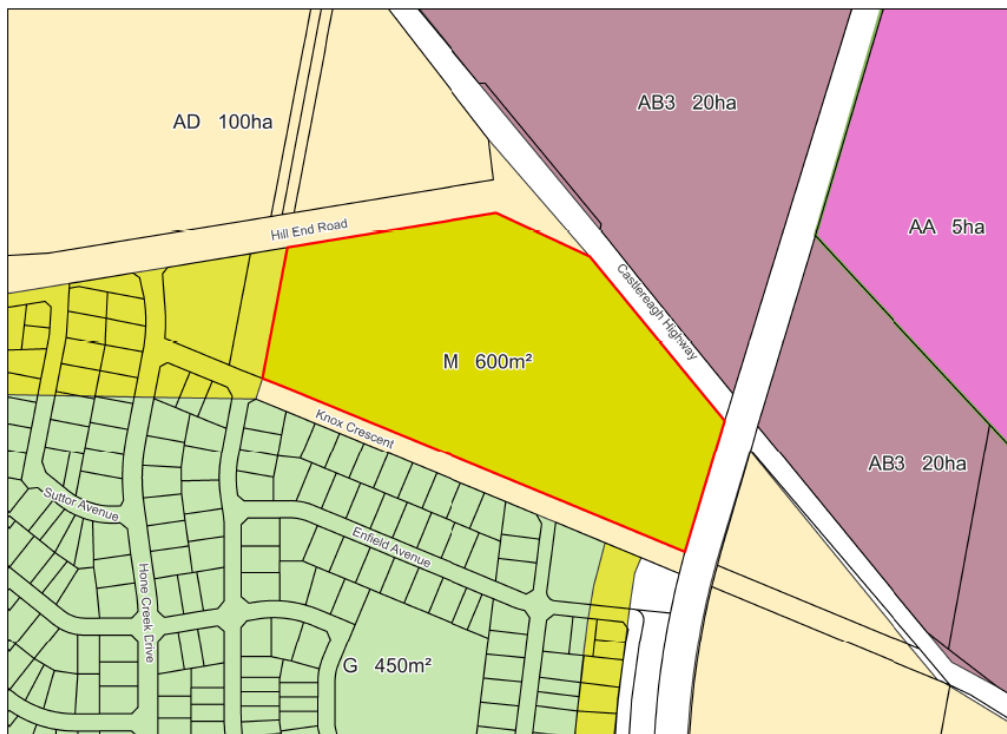 AB3 20ha
AD 100ha
AA 5ha
Hill End Road
Castlereagh Highway
M 600m²
Knox Crescent
AB3 20ha
Suttor Avenue
Enfield Avenue
Hone Creek Drive
G 450m²